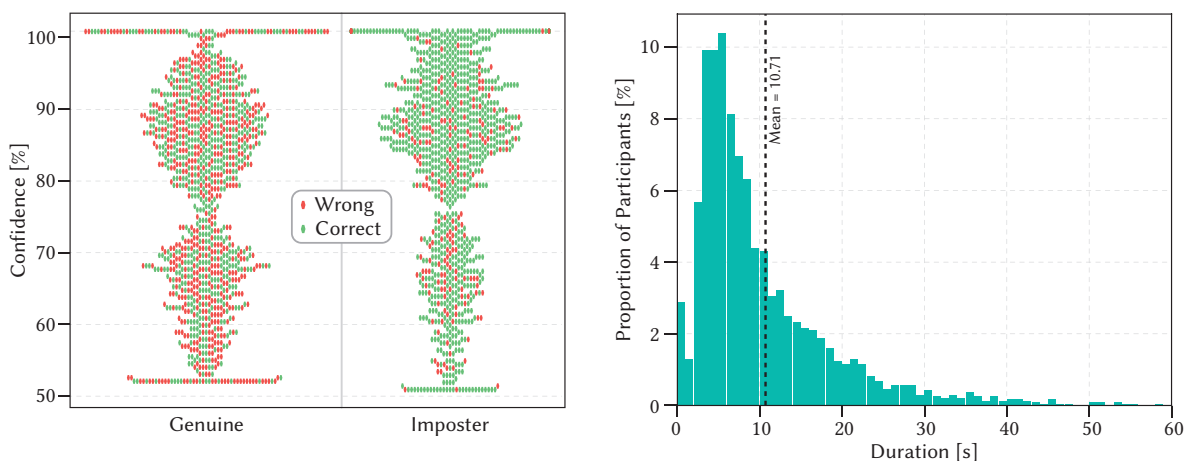 Confidence [%]
100
90
80
70
60
50
Wrong
Correct
Genuine
Imposter
Proportion of Participants [%]
10
8
6
4
2
0
Mean = 10.71
0
10
20
30
40
50
60
Duration [s]